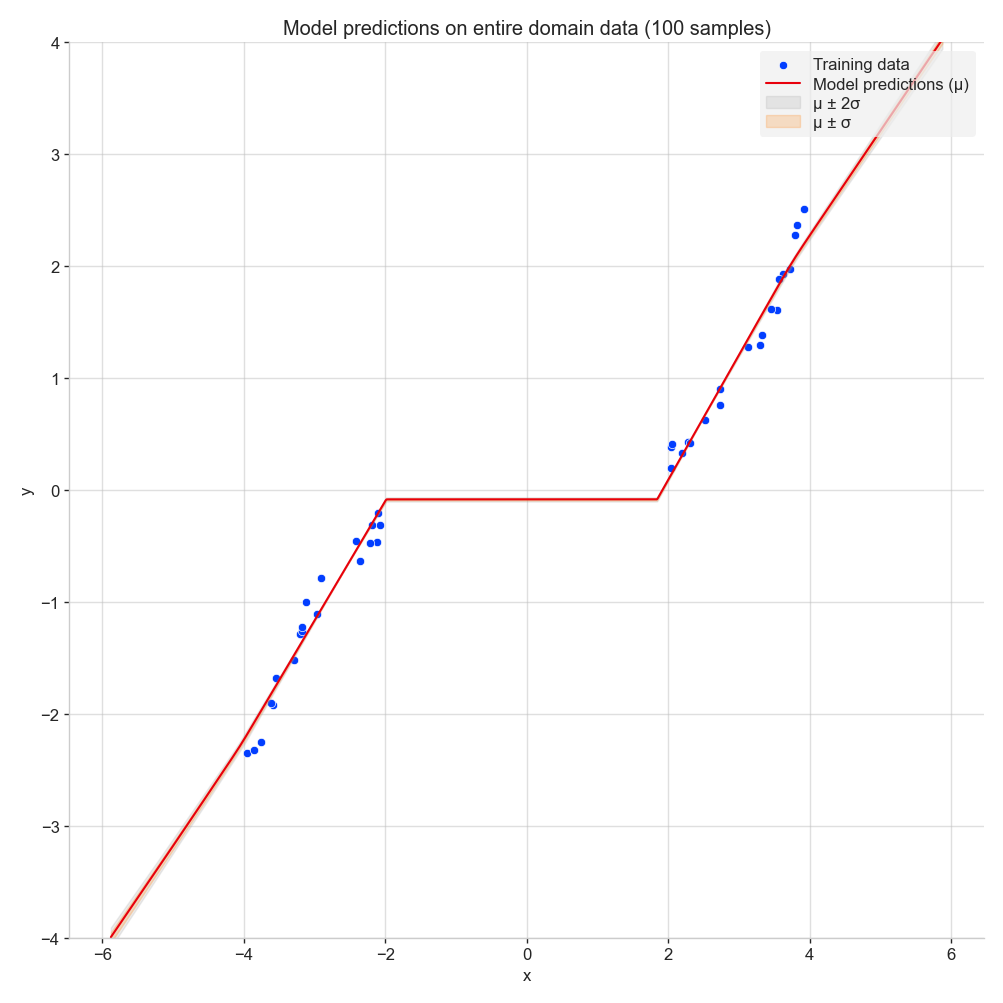 Model predictions on entire domain data (100 samples)
Training data
Model predictions (μ)
μ ± 2σ
μ ± σ
4
3
2
1
0
−1
−2
−3
−4
y
−6
−4
−2
0
2
4
6
x